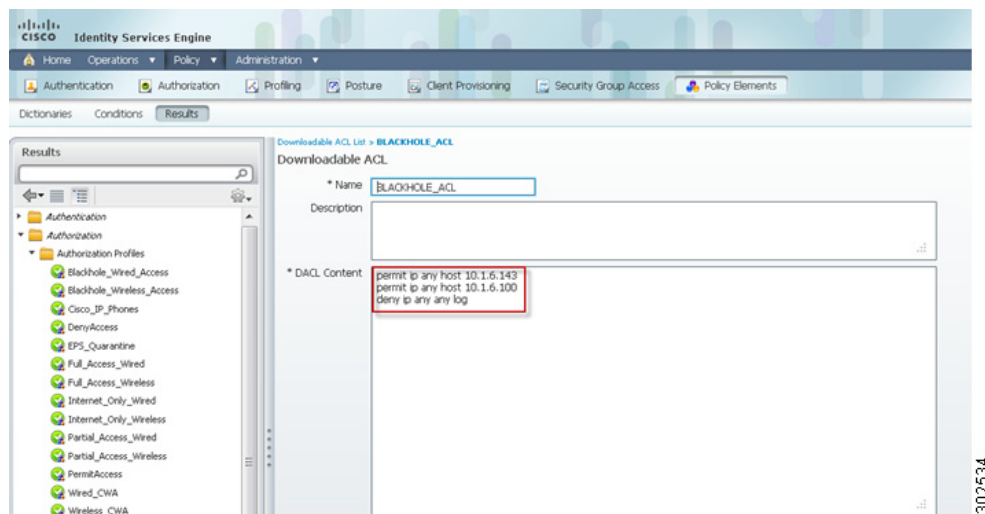 CISCO Identity Services Engine
Home Operations Policy Administration
Authentication Authorization Profiling Posture Client Provisioning Security Group Access Policy Elements
Dictionaries Conditions Results
Results
Authentication
Authorization
Authorization Profiles
Blackhole_Wired_Access
Blackhole_Wireless_Access
Cisco_IP_Phones
DenyAccess
EPS_Quarantine
Full_Access_Wired
Full_Access_Wireless
Internet_Only_Wired
Internet_Only_Wireless
Partial_Access_Wired
Partial_Access_Wireless
PermitAccess
Wired_CWA
Wireless_CWA
Downloadable ACL List > BLACKHOLE_ACL
Downloadable ACL
* Name BLACKHOLE_ACL
Description
* DACL Content permit ip any host 10.1.6.143
permit ip any host 10.1.6.100
deny ip any any log
302534